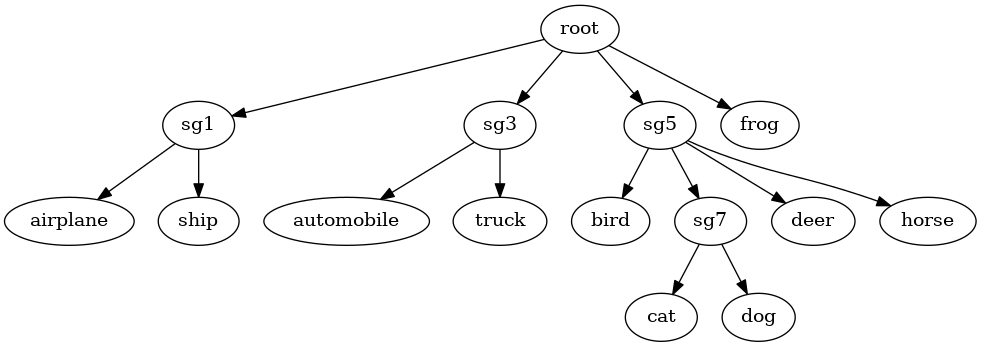 root
sg1
sg3
sg5
frog
airplane
ship
automobile
truck
bird
sg7
deer
horse
cat
dog